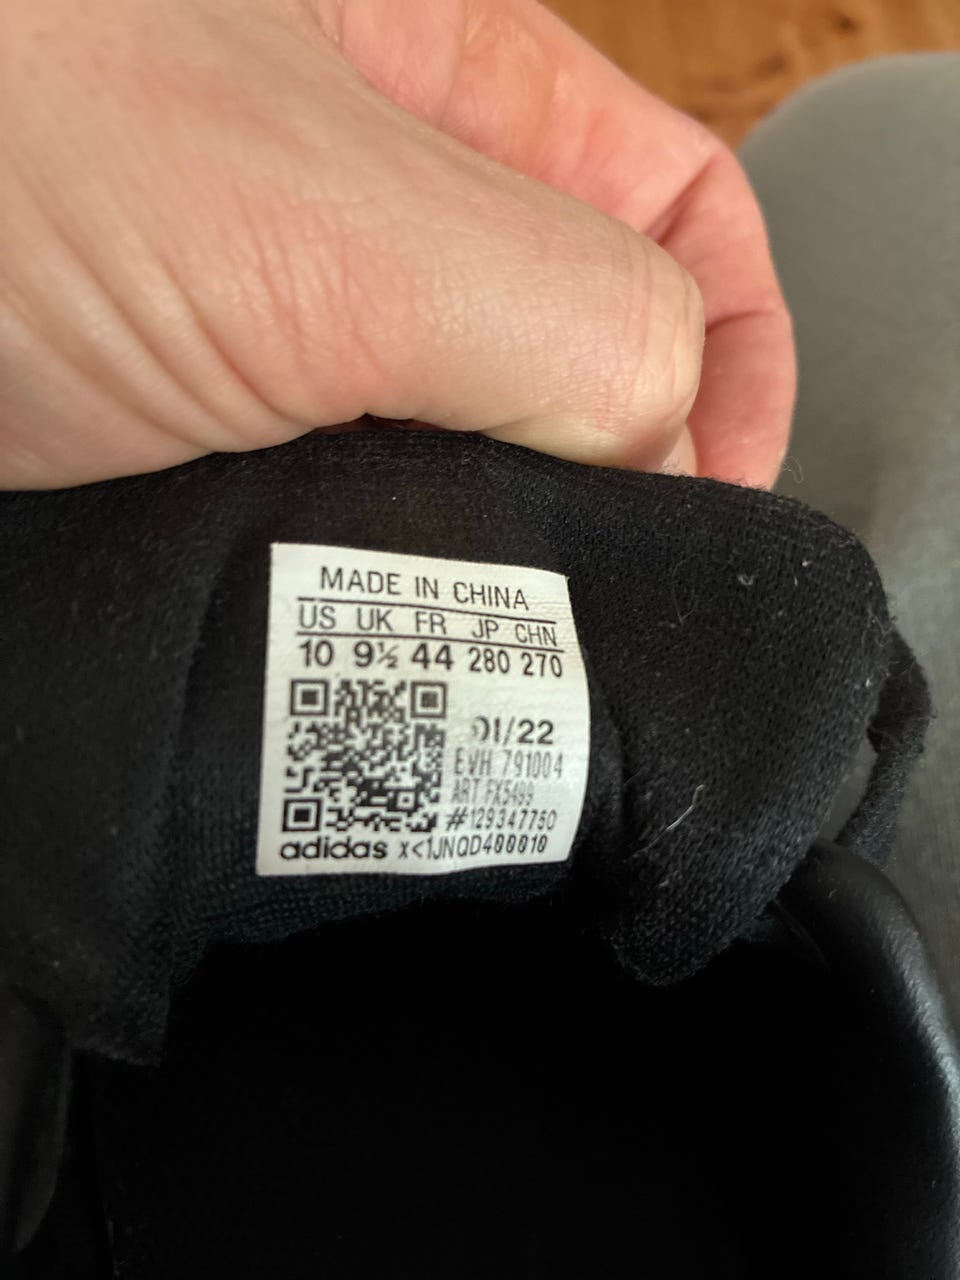 MADE IN CHINA
US UK FR JP CHN
10 9½ 44 280 270
01/22
EVH 791004
ART FX5499
#129347750
adidas x<1JNQD400010